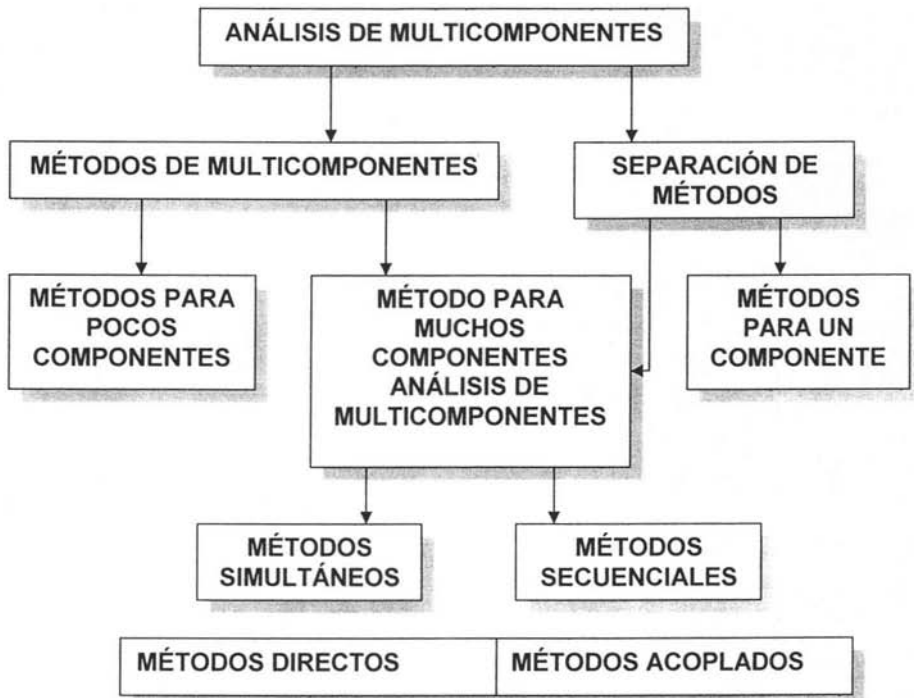 ANÁLISIS DE MULTICOMPONENTES
MÉTODOS DE MULTICOMPONENTES
SEPARACIÓN DE
MÉTODOS
MÉTODOS PARA
POCOS
COMPONENTES
MÉTODO PARA
MUCHOS
COMPONENTES
ANÁLISIS DE
MULTICOMPONENTES
MÉTODOS
PARA UN
COMPONENTE
MÉTODOS
SIMULTÁNEOS
MÉTODOS
SECUENCIALES
MÉTODOS DIRECTOS
MÉTODOS ACOPLADOS